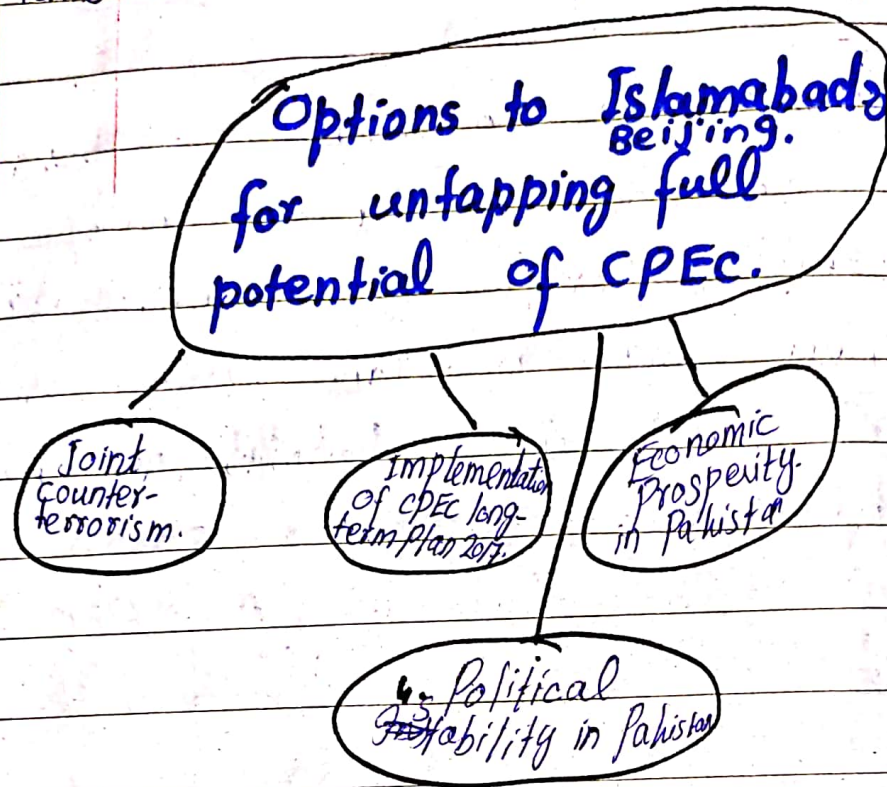 Options to Islamabad &
Beijing.
for untapping full
potential of CPEC.
Joint
counter-
terrorism.
Implementation
of CPEC long-
term Plan 2017.
Economic
Prosperity
in Pakistan
Political
Stability in Pakistan